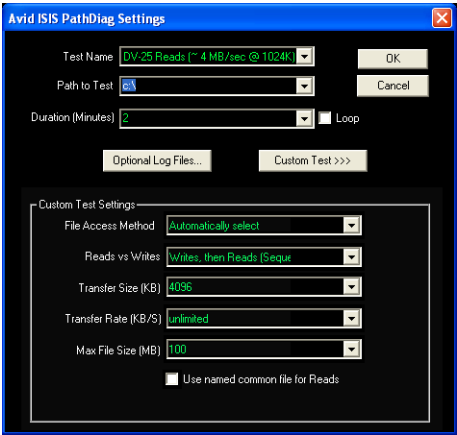 Avid ISIS PathDiag Settings
Test Name DV-25 Reads (~ 4 MB/sec @ 1024K) OK
Path to Test c:\ Cancel
Duration (Minutes) 2 Loop
Optional Log Files... Custom Test >>>
Custom Test Settings
File Access Method Automatically select
Reads vs Writes Writes, then Reads (Seque
Transfer Size (KB) 4096
Transfer Rate (KB/S) unlimited
Max File Size (MB) 100
Use named common file for Reads